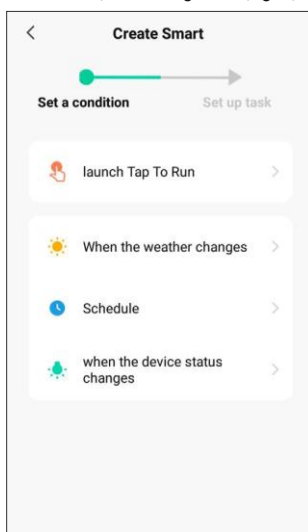 Create Smart
Set a condition
Set up task
launch Tap To Run
When the weather changes
Schedule
when the device status
changes